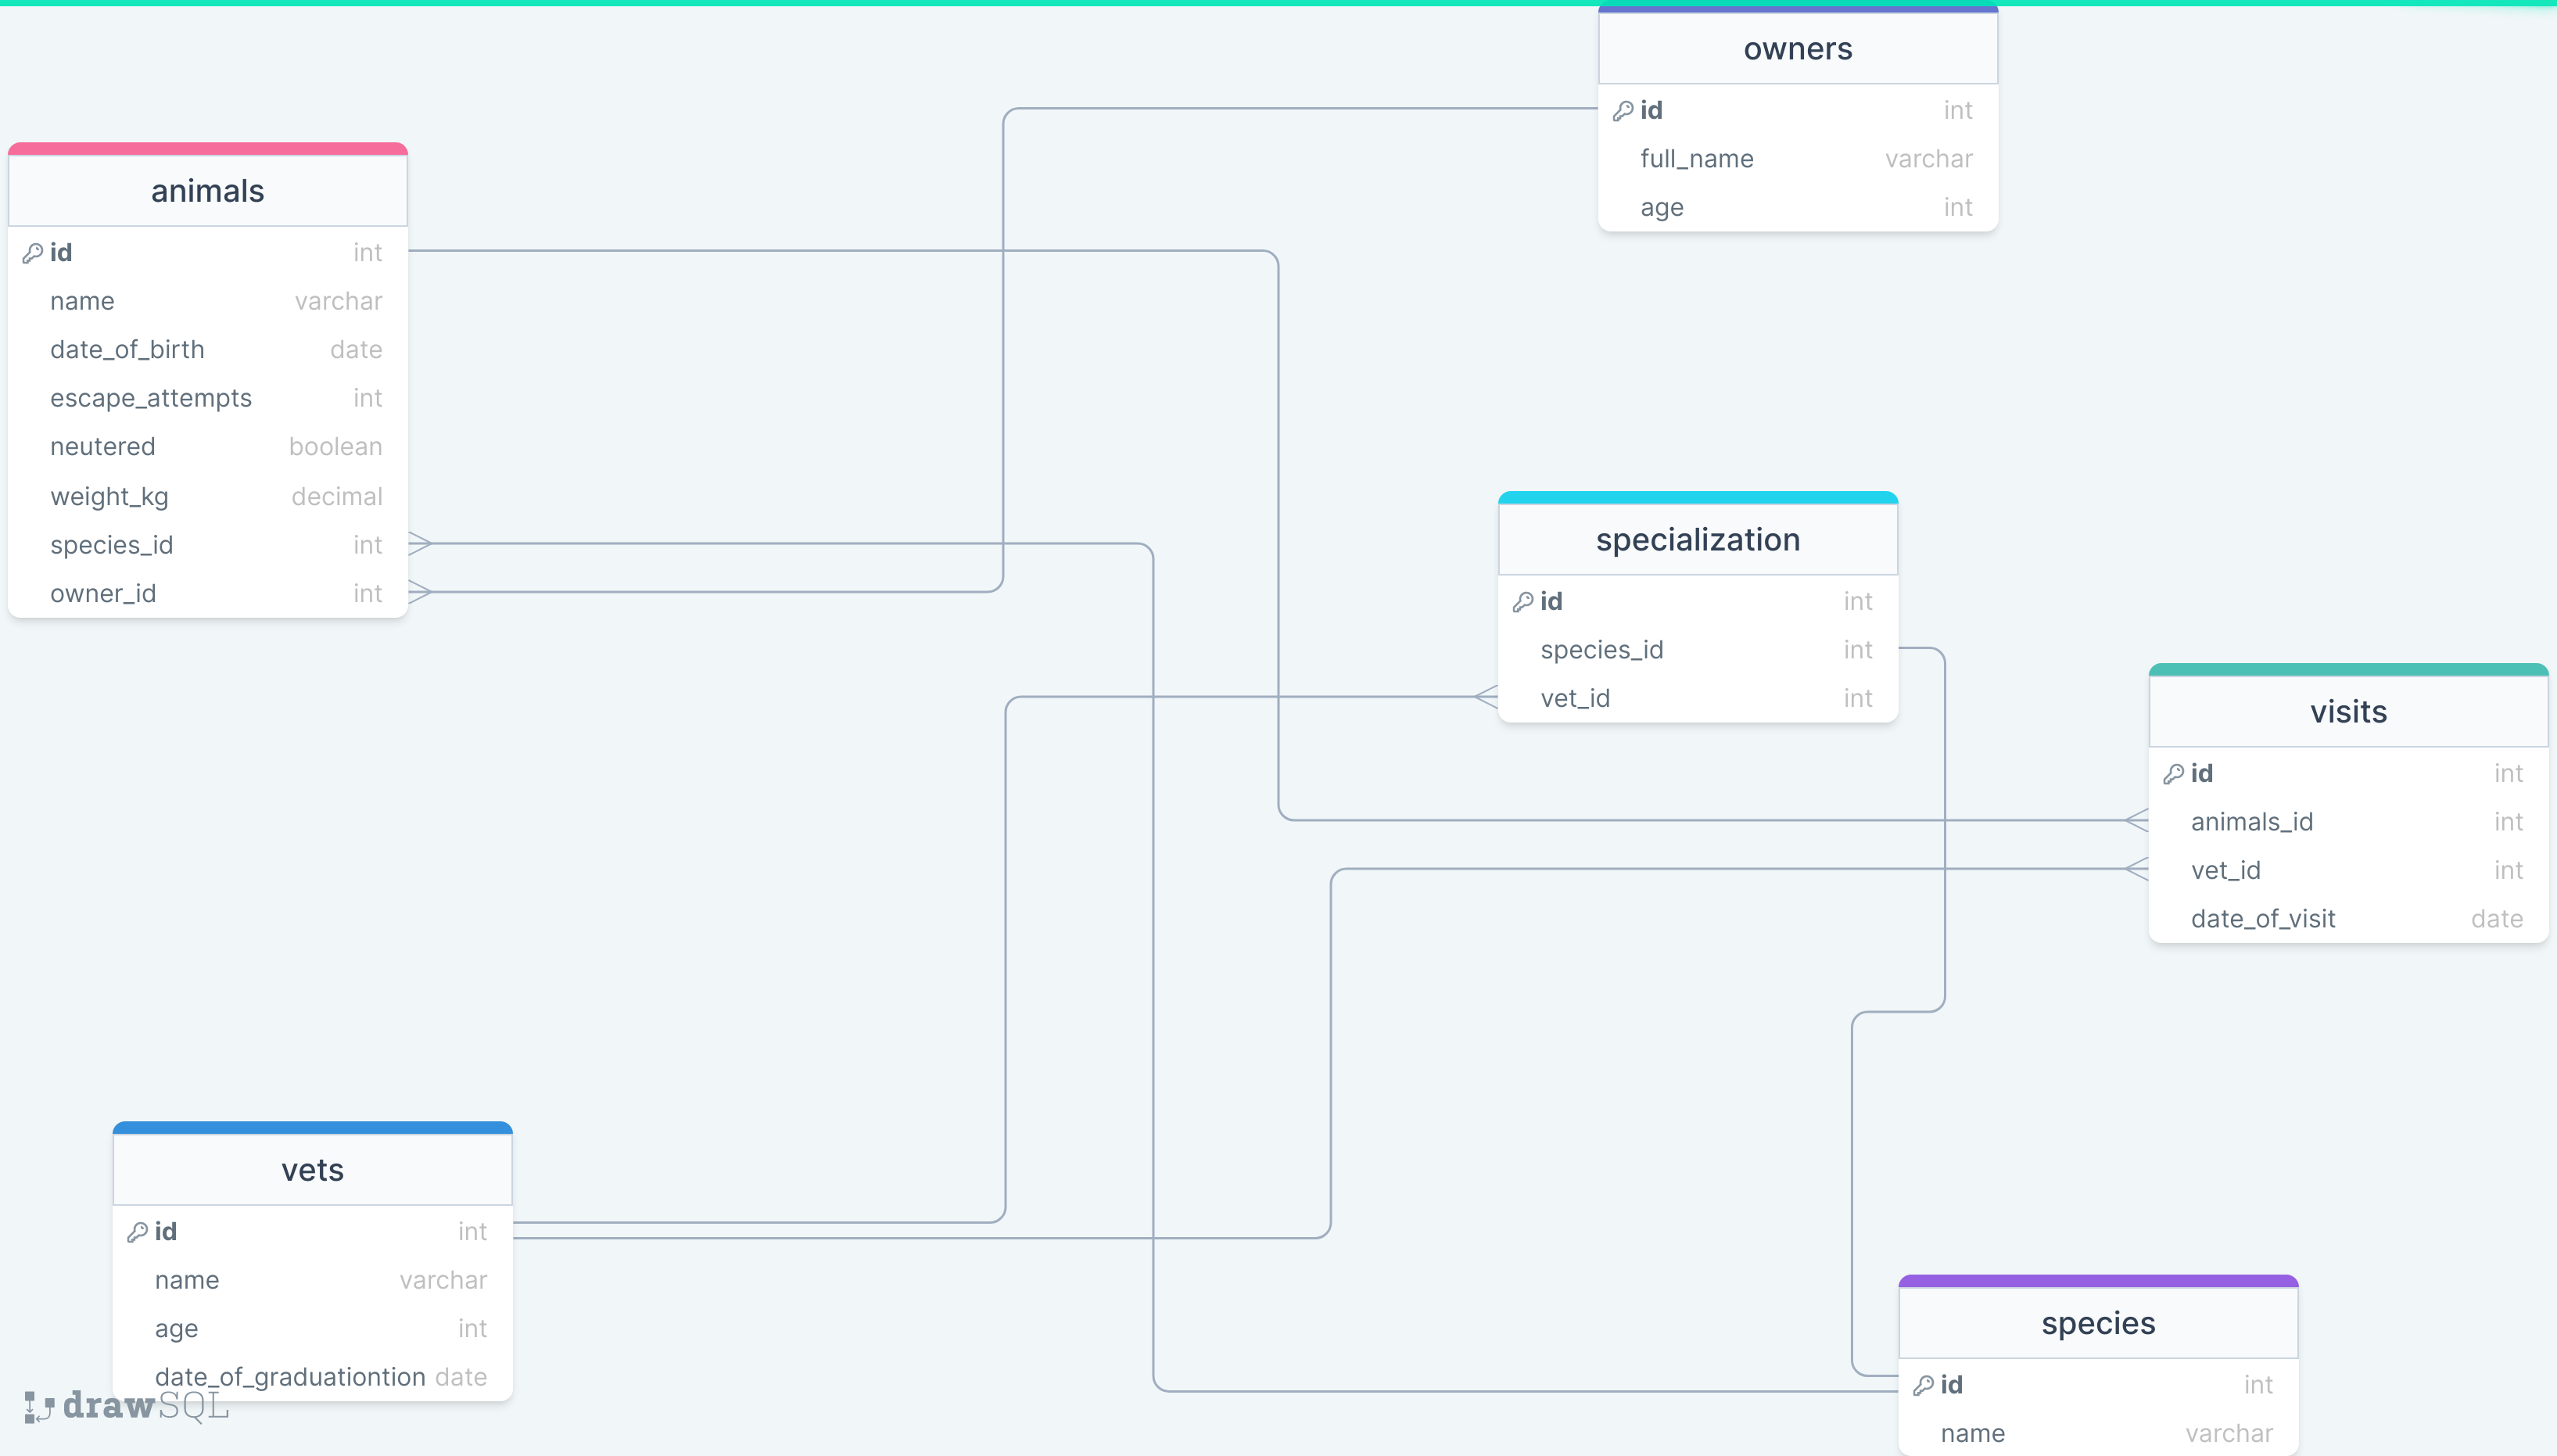 owners
id int
full_name varchar
age int
animals
id int
name varchar
date_of_birth date
escape_attempts int
neutered boolean
weight_kg decimal
species_id int
owner_id int
specialization
id int
species_id int
vet_id int
visits
id int
animals_id int
vet_id int
date_of_visit date
vets
id int
name varchar
age int
date_of_graduationtion date
species
id int
name varchar
drawSQL